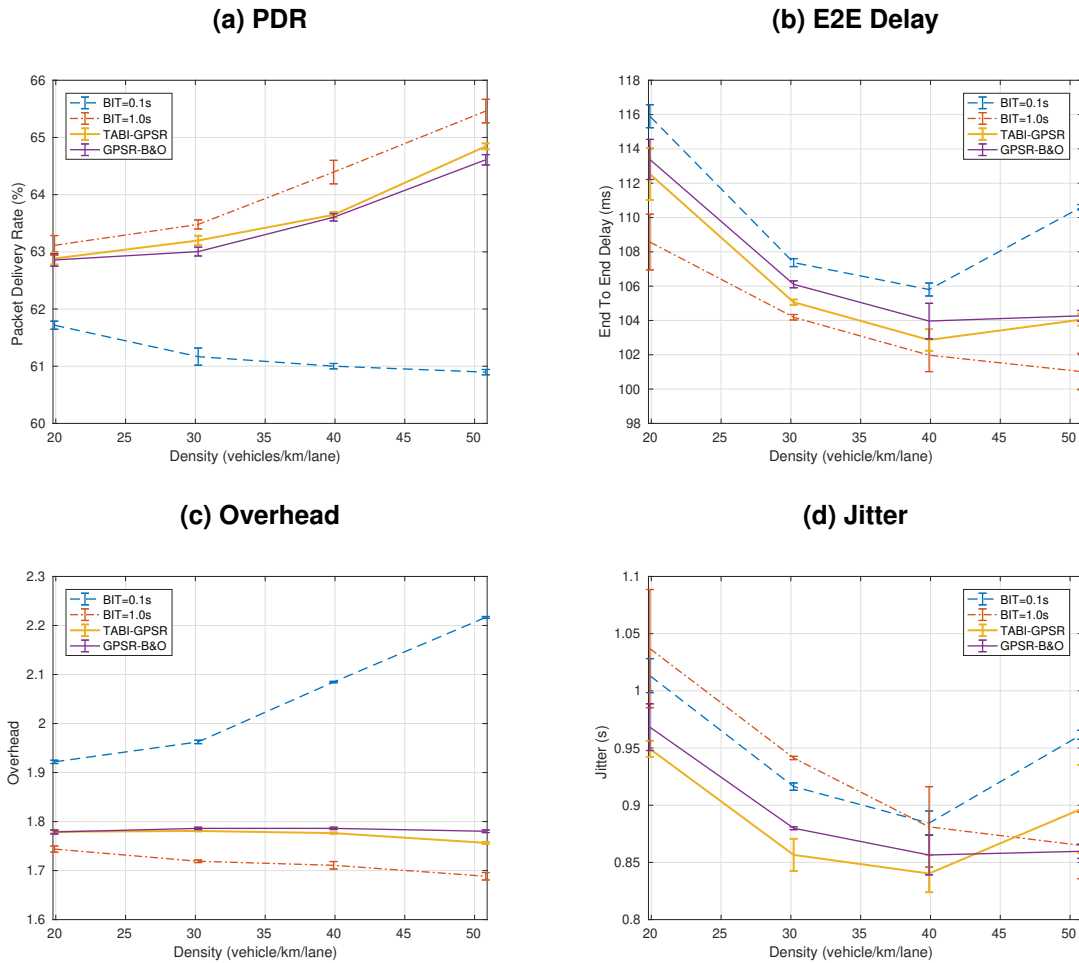 (a) PDR
66
65
64
63
62
61
60
Packet Delivery Rate (%)
BIT=0.1s
BIT=1.0s
TABI-GPSR
GPSR-B&O
20 25 30 35 40 45 50
Density (vehicles/km/lane)
(b) E2E Delay
118
116
114
112
110
108
106
104
102
100
98
End To End Delay (ms)
BIT=0.1s
BIT=1.0s
TABI-GPSR
GPSR-B&O
20 25 30 35 40 45 50
Density (vehicle/km/lane)
(c) Overhead
2.3
2.2
2.1
2
1.9
1.8
1.7
1.6
Overhead
BIT=0.1s
BIT=1.0s
TABI-GPSR
GPSR-B&O
20 25 30 35 40 45 50
Density (vehicle/km/lane)
(d) Jitter
1.1
1.05
1
0.95
0.9
0.85
0.8
Jitter (s)
BIT=0.1s
BIT=1.0s
TABI-GPSR
GPSR-B&O
20 25 30 35 40 45 50
Density (vehicle/km/lane)